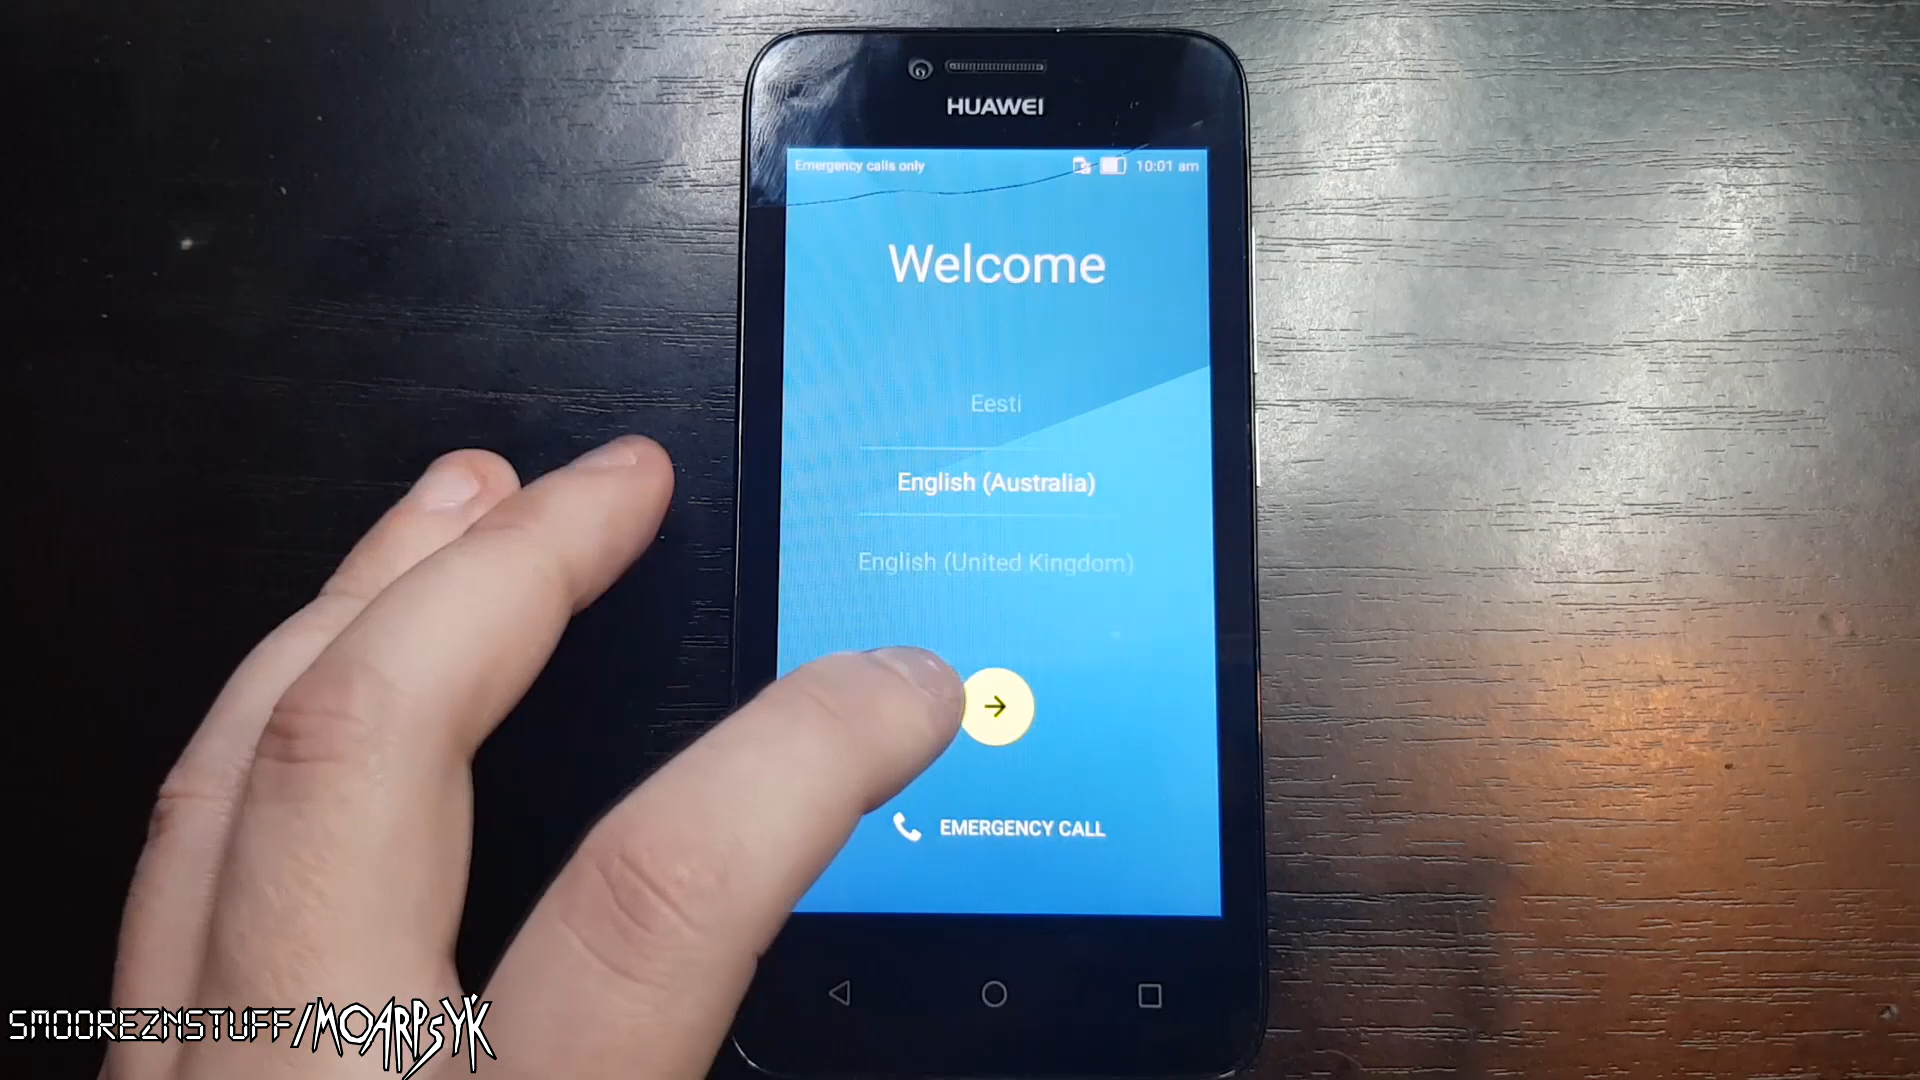 HUAWEI
Emergency calls only 10:01 am
Welcome
Eesti
English (Australia)
English (United Kingdom)
EMERGENCY CALL
SMOOREZNSTUFF/MOARPSYK